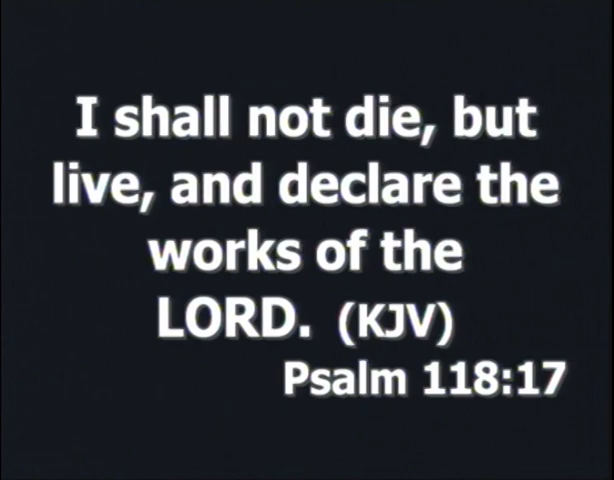 I shall not die, but
live, and declare the
works of the
LORD. (KJV)
Psalm 118:17